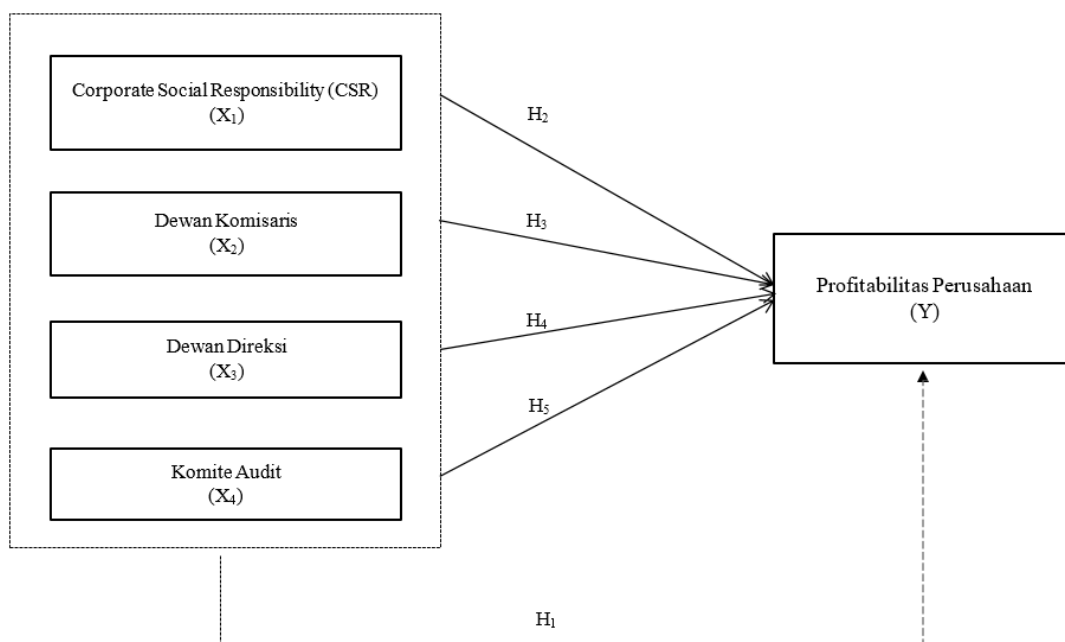 Corporate Social Responsibility (CSR)
(X₁)
H₂
Dewan Komisaris
(X₂)
H₃
Profitabilitas Perusahaan
(Y)
Dewan Direksi
(X₃)
H₄
H₅
Komite Audit
(X₄)
H₁